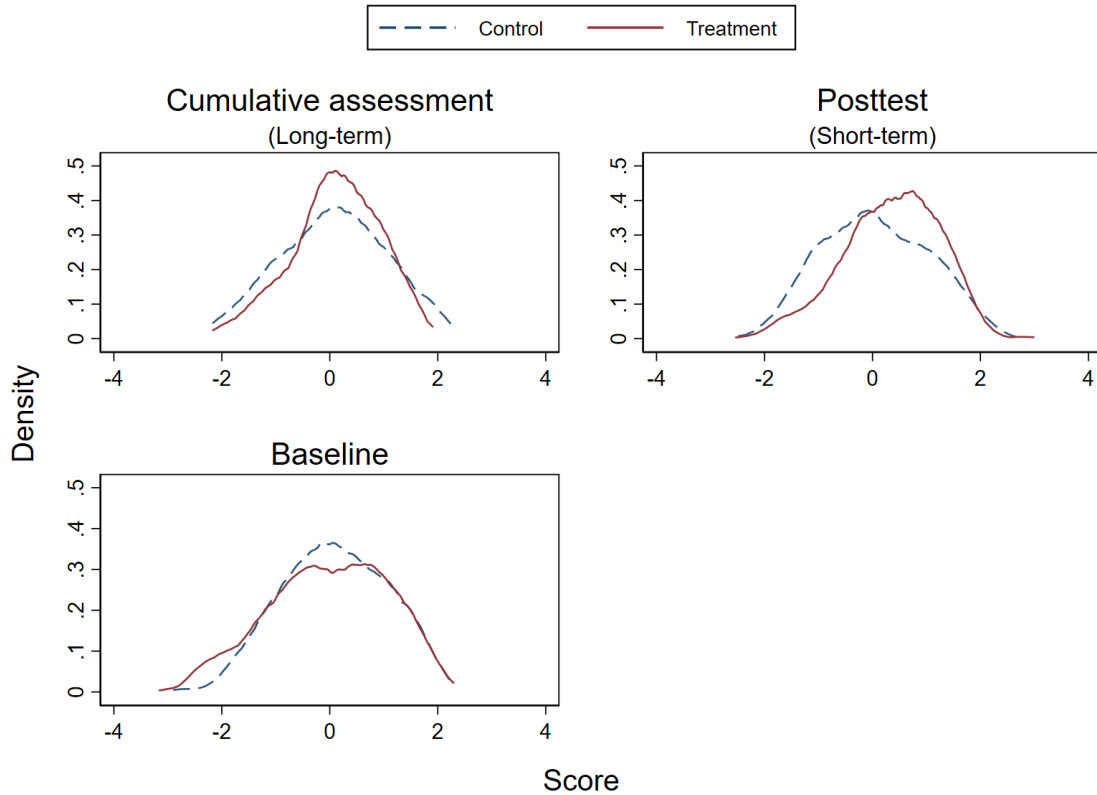 Control Treatment
Cumulative assessment
(Long-term)
.5
.4
.3
.2
.1
0
-4 -2 0 2 4
Posttest
(Short-term)
.5
.4
.3
.2
.1
0
-4 -2 0 2 4
Baseline
.5
.4
.3
.2
.1
0
-4 -2 0 2 4
Density
Score